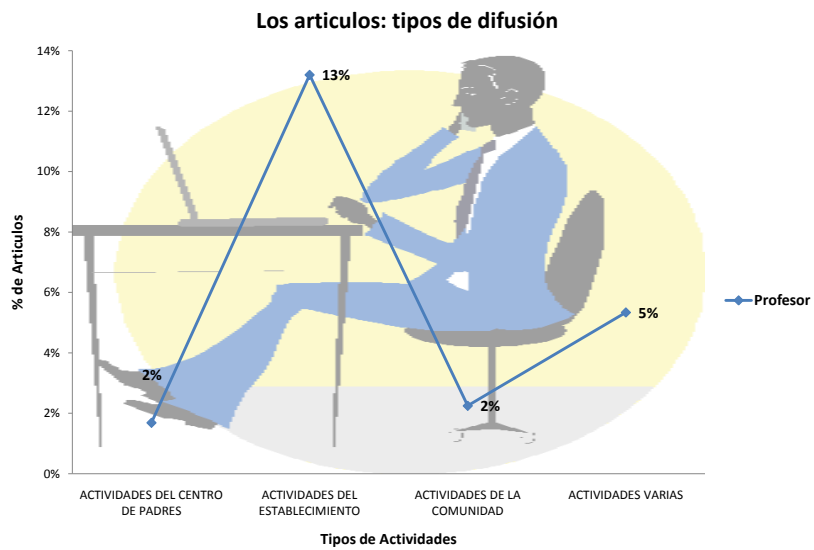 Los articulos: tipos de difusión
14%
12%
10%
8%
6%
4%
2%
0%
% de Articulos
2%
13%
2%
5%
Profesor
ACTIVIDADES DEL CENTRO
DE PADRES
ACTIVIDADES DEL
ESTABLECIMIENTO
ACTIVIDADES DE LA
COMUNIDAD
ACTIVIDADES VARIAS
Tipos de Actividades